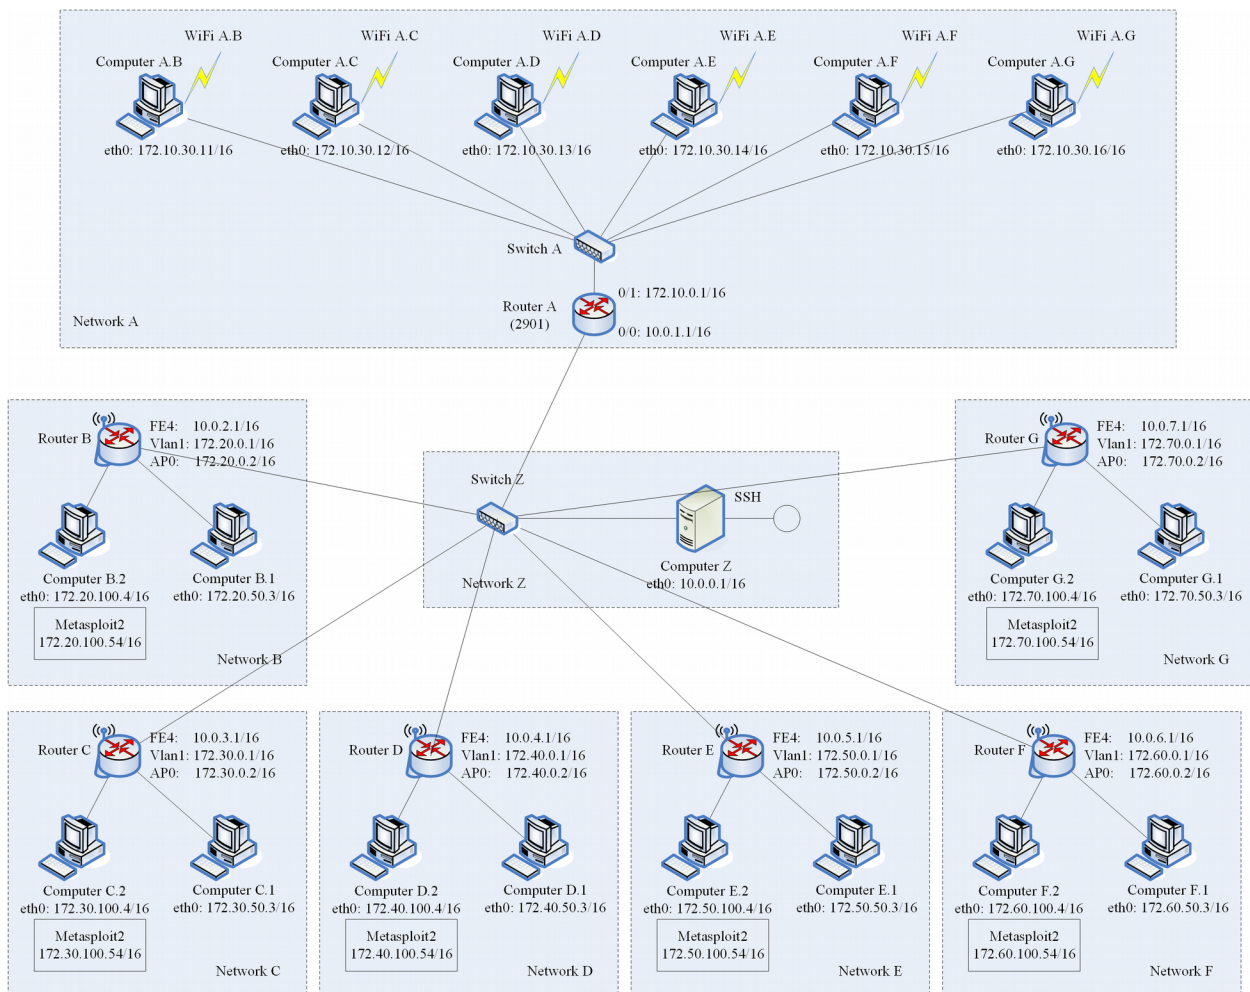 WiFi A.B
WiFi A.C
WiFi A.D
WiFi A.E
WiFi A.F
WiFi A.G
Computer A.B
Computer A.C
Computer A.D
Computer A.E
Computer A.F
Computer A.G
eth0: 172.10.30.11/16
eth0: 172.10.30.12/16
eth0: 172.10.30.13/16
eth0: 172.10.30.14/16
eth0: 172.10.30.15/16
eth0: 172.10.30.16/16
Switch A
0/1: 172.10.0.1/16
Router A
(2901)
0/0: 10.0.1.1/16
Network A
Router B
FE4: 10.0.2.1/16
Vlan1: 172.20.0.1/16
AP0: 172.20.0.2/16
Computer B.2
eth0: 172.20.100.4/16
Computer B.1
eth0: 172.20.50.3/16
Metasploit2
172.20.100.54/16
Network B
Switch Z
SSH
Computer Z
eth0: 10.0.0.1/16
Network Z
Router G
FE4: 10.0.7.1/16
Vlan1: 172.70.0.1/16
AP0: 172.70.0.2/16
Computer G.2
eth0: 172.70.100.4/16
Computer G.1
eth0: 172.70.50.3/16
Metasploit2
172.70.100.54/16
Network G
Router C
FE4: 10.0.3.1/16
Vlan1: 172.30.0.1/16
AP0: 172.30.0.2/16
Computer C.2
eth0: 172.30.100.4/16
Computer C.1
eth0: 172.30.50.3/16
Metasploit2
172.30.100.54/16
Network C
Router D
FE4: 10.0.4.1/16
Vlan1: 172.40.0.1/16
AP0: 172.40.0.2/16
Computer D.2
eth0: 172.40.100.4/16
Computer D.1
eth0: 172.40.50.3/16
Metasploit2
172.40.100.54/16
Network D
Router E
FE4: 10.0.5.1/16
Vlan1: 172.50.0.1/16
AP0: 172.50.0.2/16
Computer E.2
eth0: 172.50.100.4/16
Computer E.1
eth0: 172.50.50.3/16
Metasploit2
172.50.100.54/16
Network E
Router F
FE4: 10.0.6.1/16
Vlan1: 172.60.0.1/16
AP0: 172.60.0.2/16
Computer F.2
eth0: 172.60.100.4/16
Computer F.1
eth0: 172.60.50.3/16
Metasploit2
172.60.100.54/16
Network F